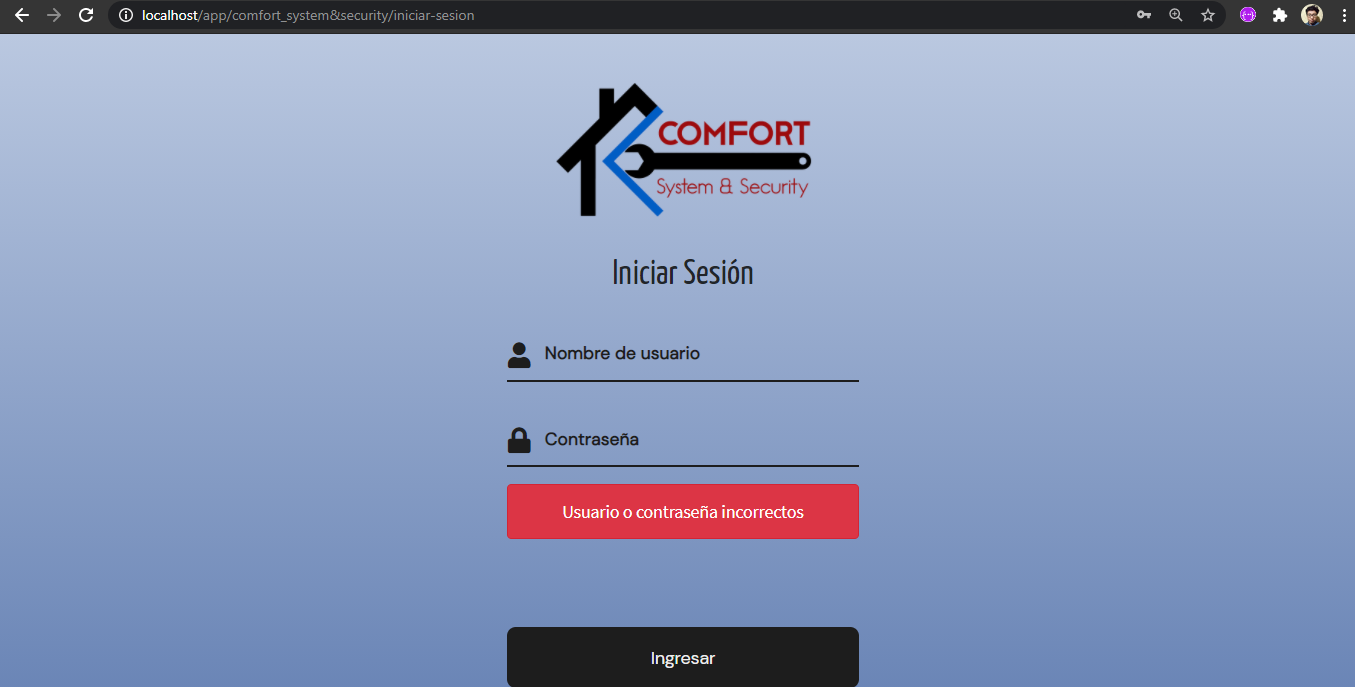 localhost/app/comfort_system&security/iniciar-sesion
COMFORT
System & Security
Iniciar Sesión
Nombre de usuario
Contraseña
Usuario o contraseña incorrectos
Ingresar